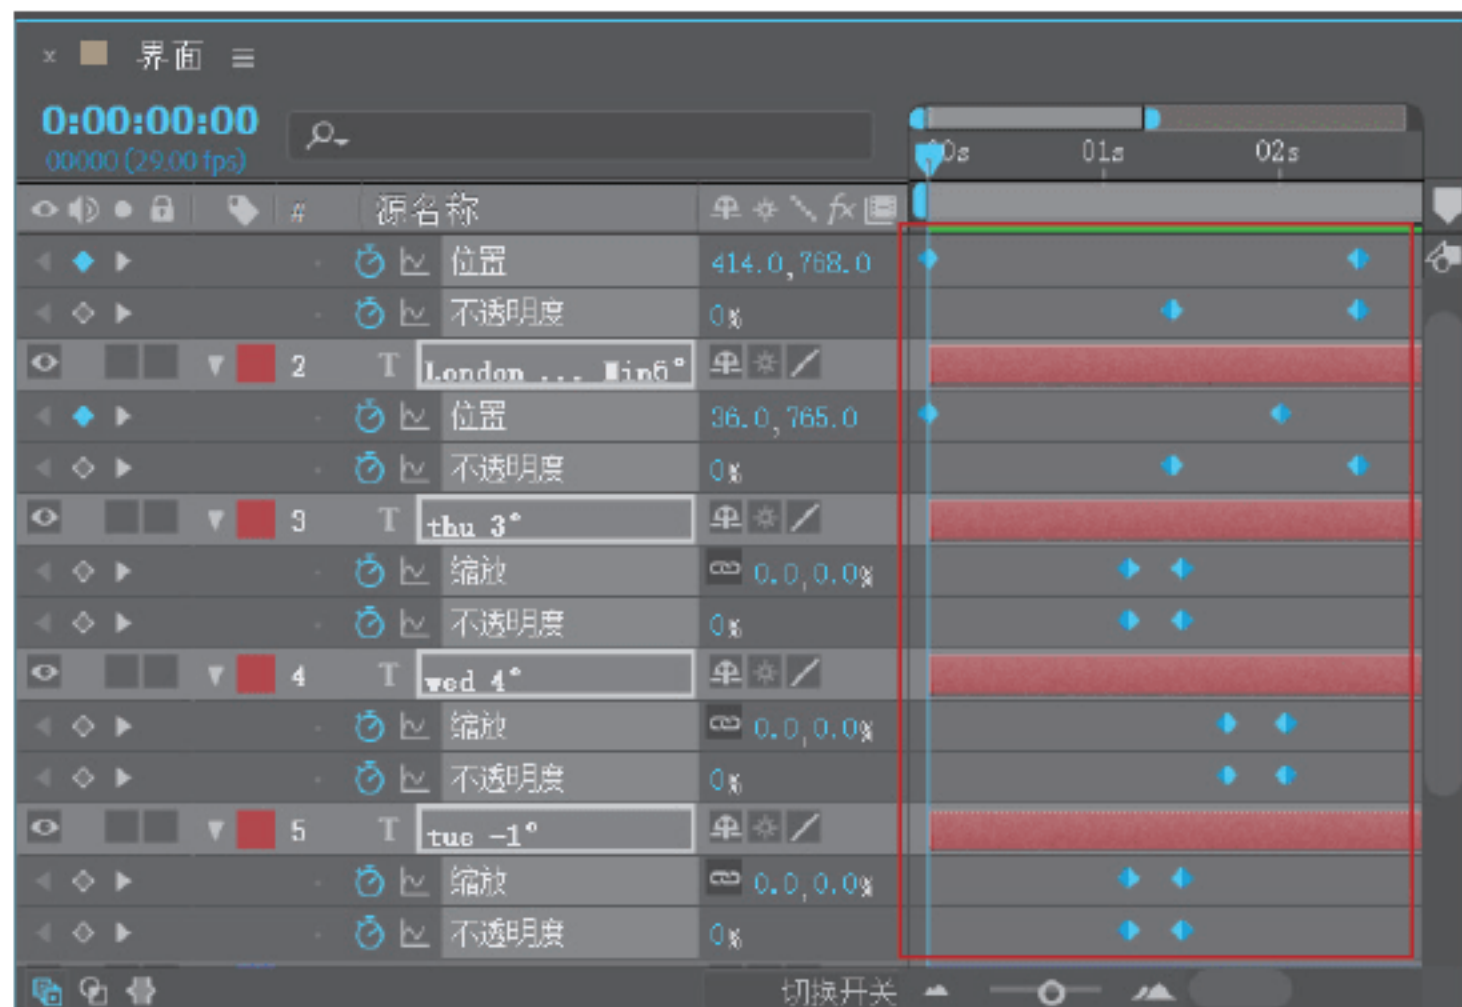 界面
0:00:00:00
00000 (29.00 fps)
00s 01s 02s
# 源名称 fx
位置 414.0,768.0
不透明度 0%
2 T London ... Min6°
位置 36.0,765.0
不透明度 0%
3 T thu 3°
缩放 0.0,0.0%
不透明度 0%
4 T wed 4°
缩放 0.0,0.0%
不透明度 0%
5 T tue -1°
缩放 0.0,0.0%
不透明度 0%
切换开关